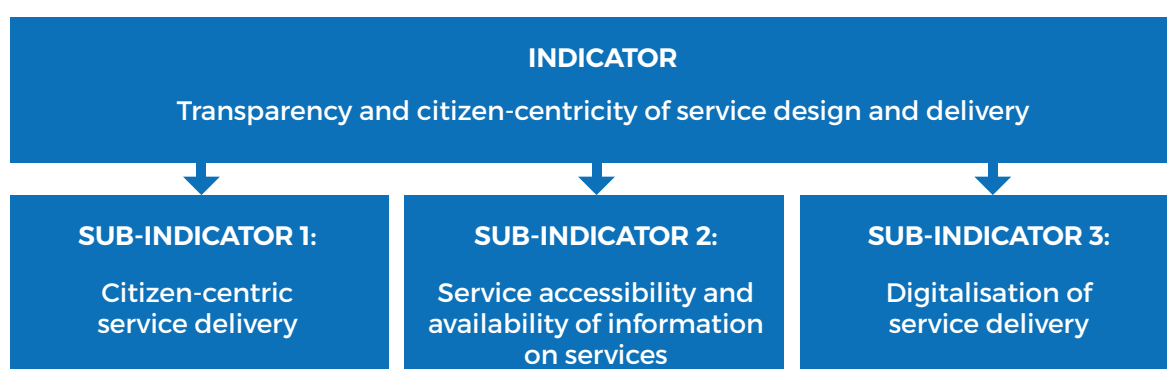 INDICATOR
Transparency and citizen-centricity of service design and delivery
SUB-INDICATOR 1:
Citizen-centric
service delivery
SUB-INDICATOR 2:
Service accessibility and
availability of information
on services
SUB-INDICATOR 3:
Digitalisation of
service delivery